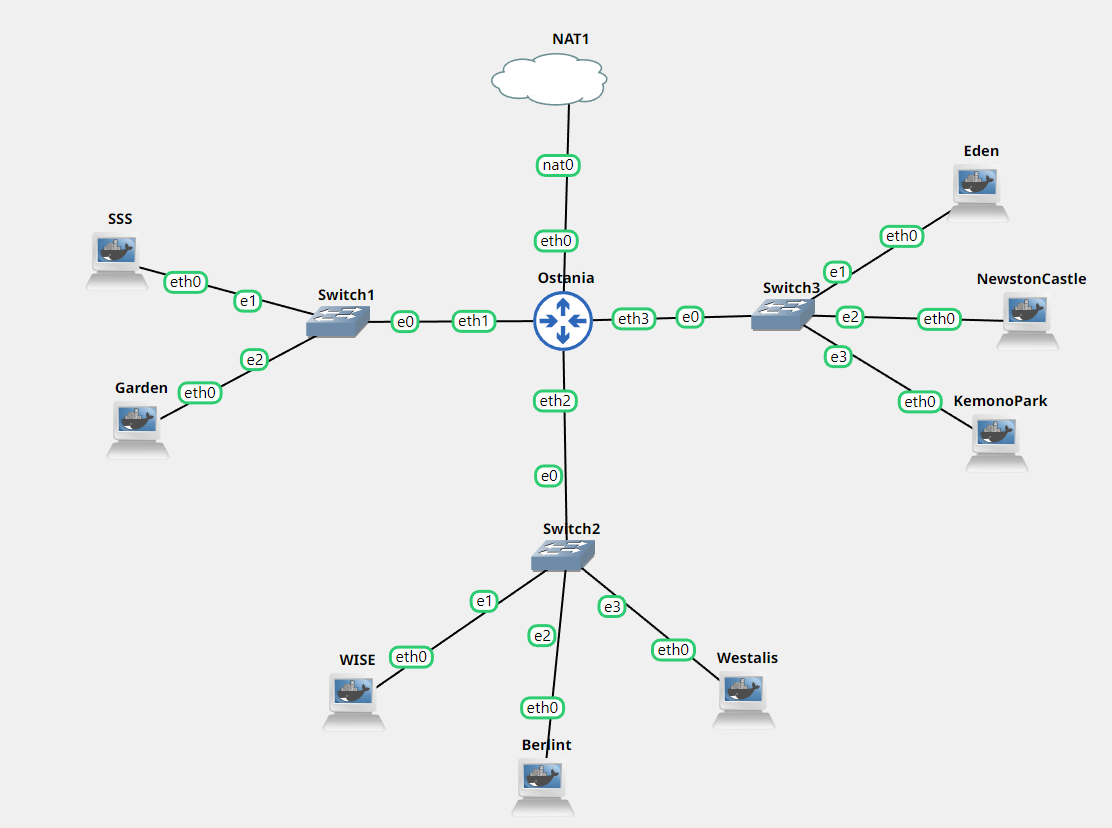 NAT1
nat0
eth0
Ostania
Eden
eth0
e1
SSS
eth0
e1
Switch1
e0
eth1
eth3
e0
Switch3
e2
eth0
NewstonCastle
e2
eth0
Garden
e3
eth0
KemonoPark
eth2
e0
Switch2
e1
eth0
WISE
e2
eth0
Berlint
e3
eth0
Westalis